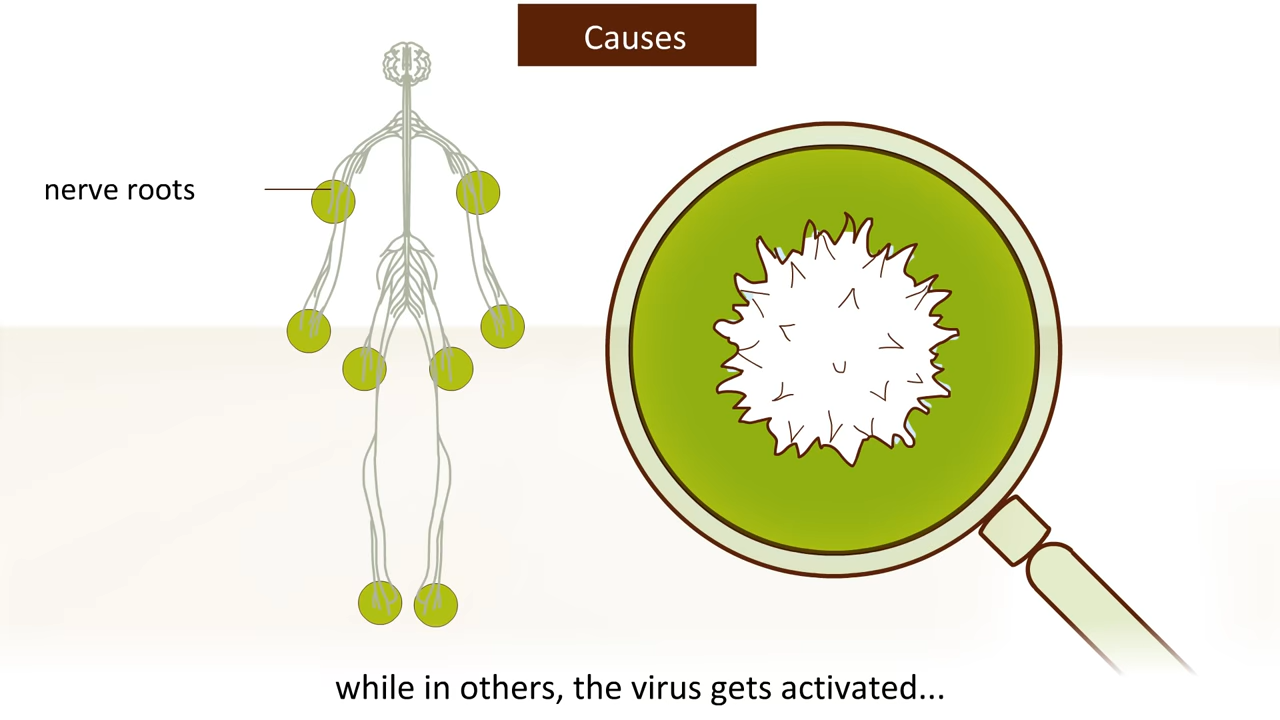 Causes
nerve roots
while in others, the virus gets activated...